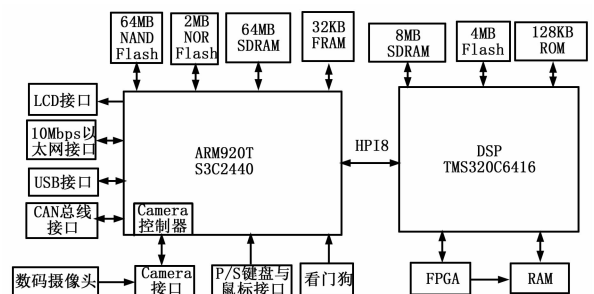 64MB
NAND
Flash
2MB
NOR
Flash
64MB
SDRAM
32KB
FRAM
8MB
SDRAM
4MB
Flash
128KB
ROM
LCD接口
10Mbps以
太网接口
USB接口
CAN总线
接口
ARM920T
S3C2440
Camera
控制器
HPI8
DSP
TMS320C6416
数码摄像头
Camera
接口
P/S键盘与
鼠标接口
看门狗
FPGA
RAM